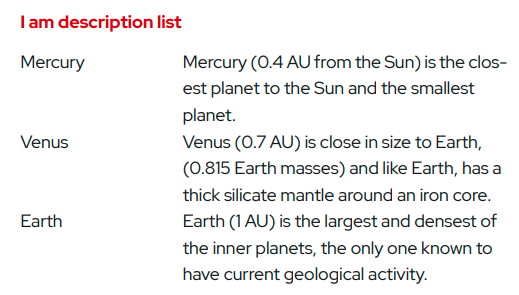 I am description list
Mercury
Mercury (0.4 AU from the Sun) is the clos-
est planet to the Sun and the smallest
planet.
Venus
Venus (0.7 AU) is close in size to Earth,
(0.815 Earth masses) and like Earth, has a
thick silicate mantle around an iron core.
Earth
Earth (1 AU) is the largest and densest of
the inner planets, the only one known to
have current geological activity.